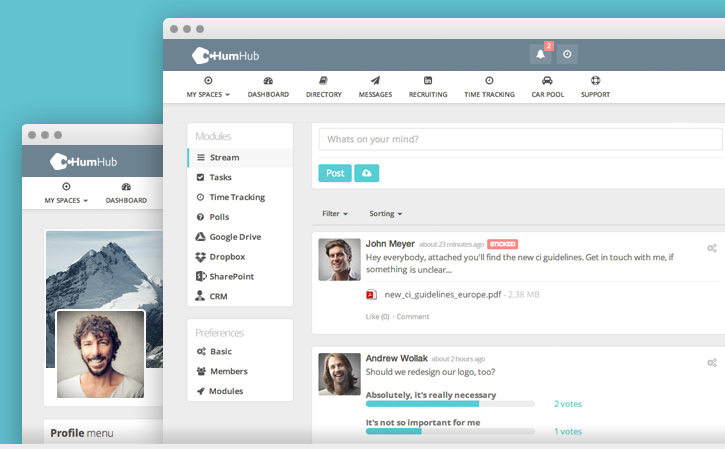 HumHub
2
MY SPACES
DASHBOARD
DIRECTORY
MESSAGES
RECRUITING
TIME TRACKING
CAR POOL
SUPPORT
Modules
Stream
Tasks
Time Tracking
Polls
Google Drive
Dropbox
SharePoint
CRM
Preferences
Basic
Members
Modules
Whats on your mind?
Post
Filter
Sorting
John Meyer about 23 minutes ago STICKED
Hey everybody, attached you'll find the new ci guidelines. Get in touch with me, if
something is unclear...
new_ci_guidelines_europe.pdf - 2,38 MB
Like (0) · Comment
Andrew Wollak about 2 hours ago
Should we redesign our logo, too?
Absolutely, it's really necessary
2 votes
It's not so important for me
1 votes
HumHub
MY SPACES
DASHBOARD
Profile menu